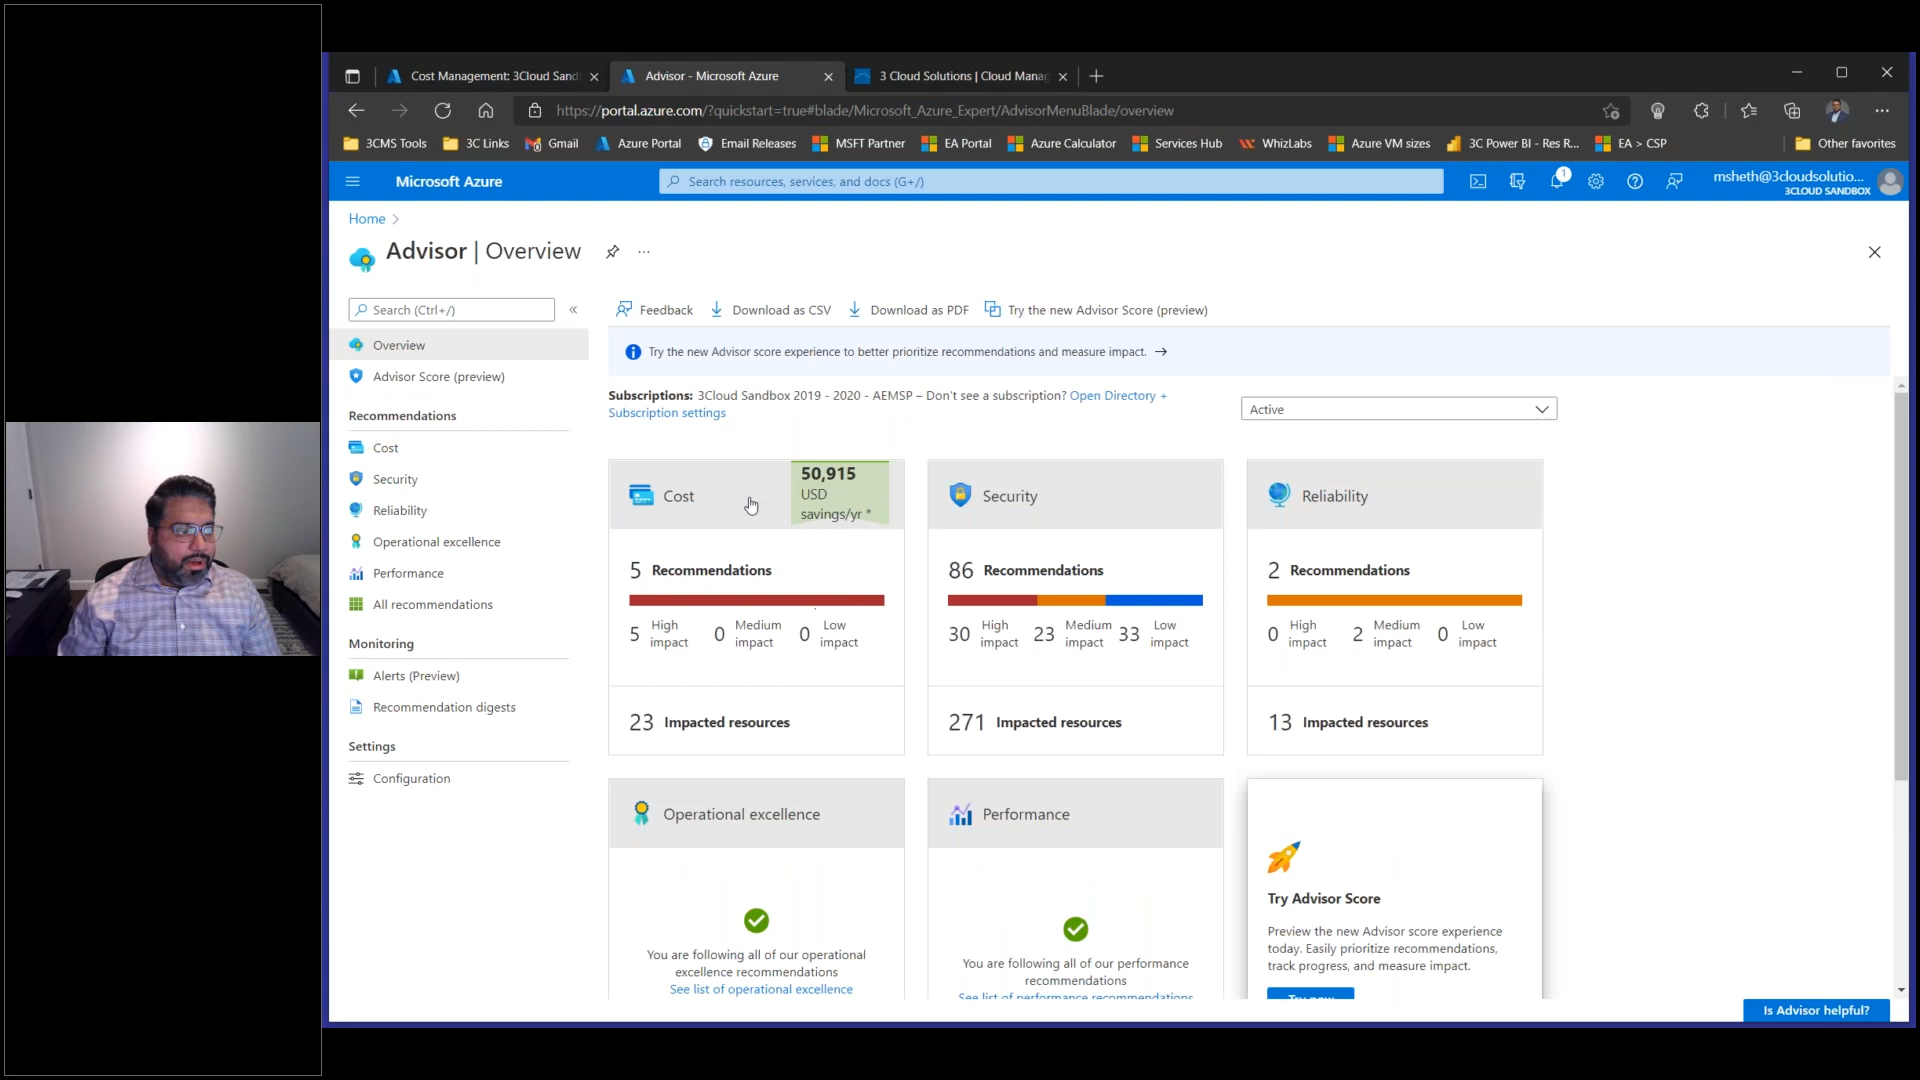 Cost Management: 3Cloud Sand
Advisor - Microsoft Azure
3 Cloud Solutions | Cloud Manag
https://portal.azure.com/?quickstart=true#blade/Microsoft_Azure_Expert/AdvisorMenuBlade/overview
3CMS Tools
3C Links
Gmail
Azure Portal
Email Releases
MSFT Partner
EA Portal
Azure Calculator
Services Hub
WhizLabs
Azure VM sizes
3C Power BI - Res R...
EA > CSP
Other favorites
Microsoft Azure
Search resources, services, and docs (G+/)
1
msheth@3cloudsolutio...
3CLOUD SANDBOX
Home >
Advisor | Overview
...
Search (Ctrl+/)
«
Overview
Advisor Score (preview)
Recommendations
Cost
Security
Reliability
Operational excellence
Performance
All recommendations
Monitoring
Alerts (Preview)
Recommendation digests
Settings
Configuration
Feedback
Download as CSV
Download as PDF
Try the new Advisor Score (preview)
Try the new Advisor score experience to better prioritize recommendations and measure impact. →
Subscriptions: 3Cloud Sandbox 2019 - 2020 - AEMSP – Don't see a subscription? Open Directory +
Subscription settings
Active
Cost
50,915
USD
savings/yr *
5 Recommendations
5 High impact 0 Medium impact 0 Low impact
23 Impacted resources
Security
86 Recommendations
30 High impact 23 Medium impact 33 Low impact
271 Impacted resources
Reliability
2 Recommendations
0 High impact 2 Medium impact 0 Low impact
13 Impacted resources
Operational excellence
You are following all of our operational
excellence recommendations
See list of operational excellence
Performance
You are following all of our performance
recommendations
See list of performance recommendations
Try Advisor Score
Preview the new Advisor score experience
today. Easily prioritize recommendations,
track progress, and measure impact.
Try now
Is Advisor helpful?